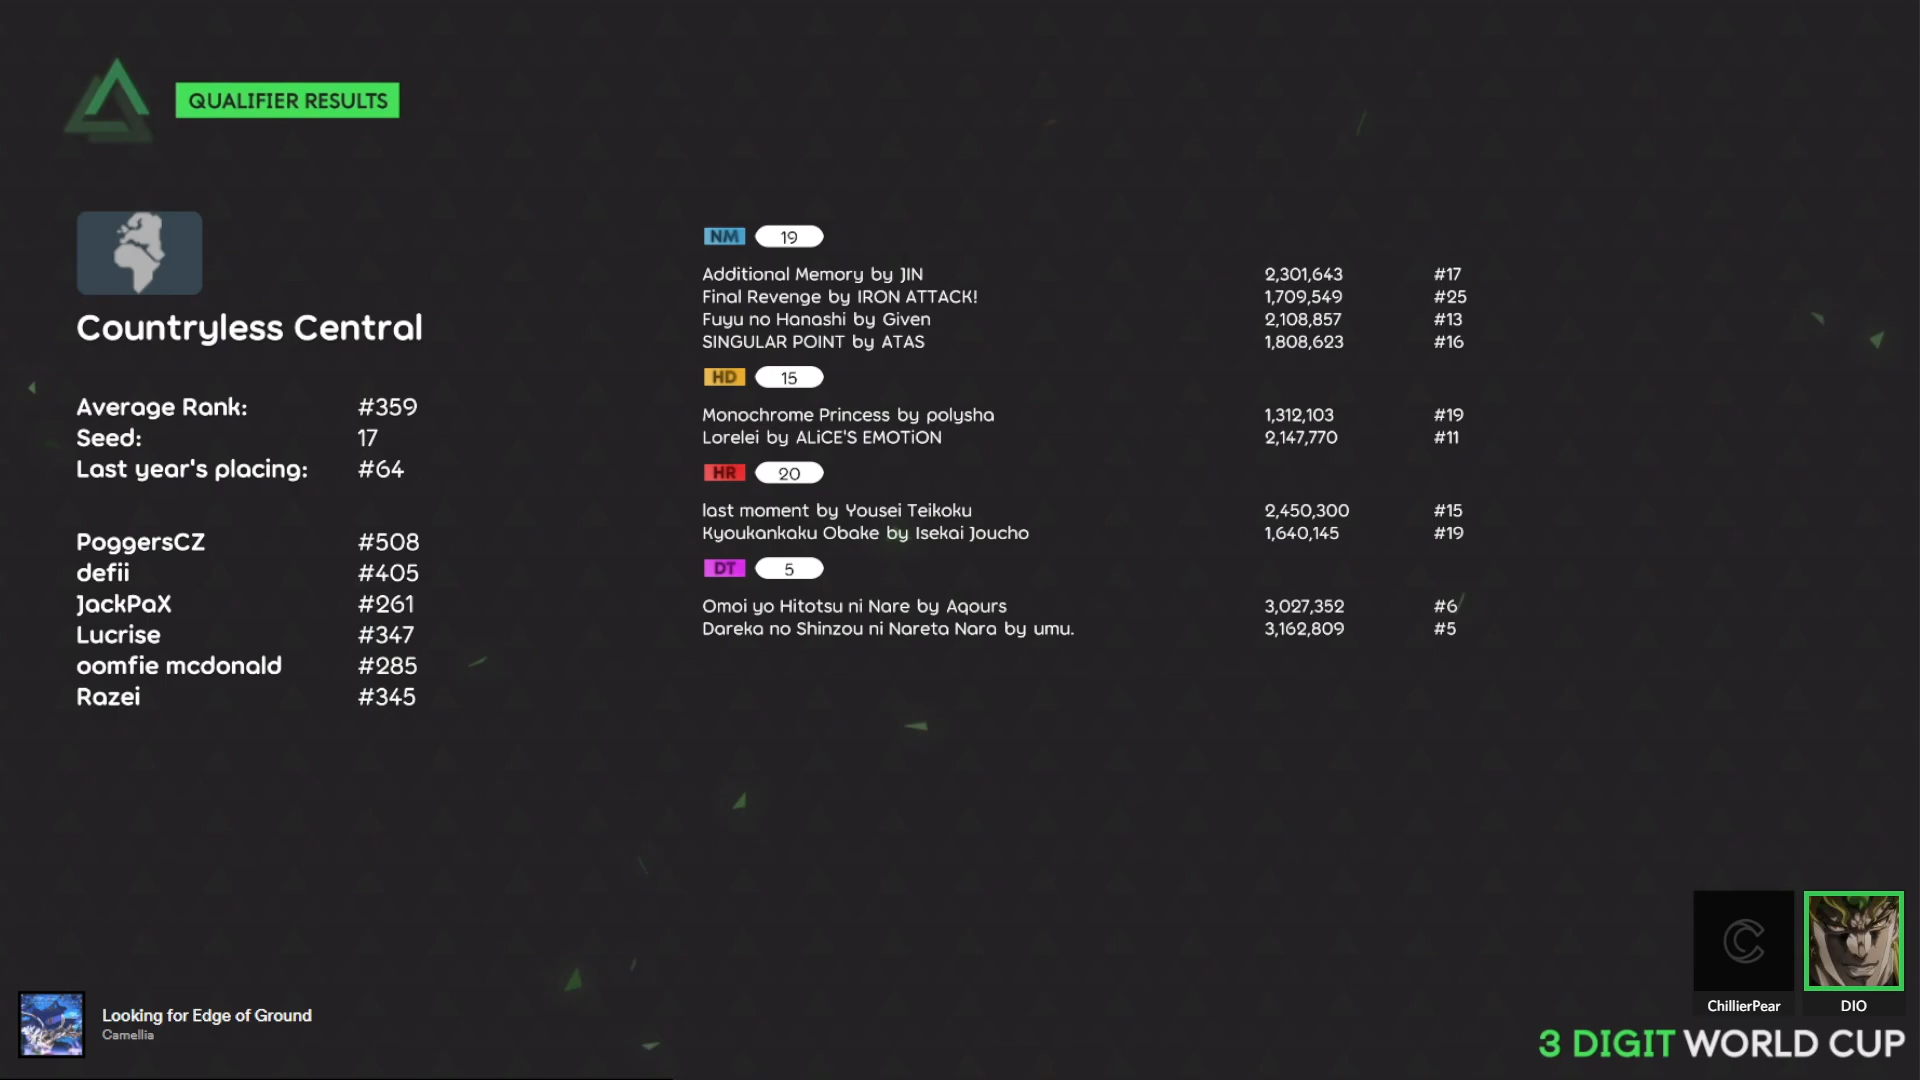 QUALIFIER RESULTS
Countryless Central
Average Rank: #359
Seed: 17
Last year's placing: #64
PoggersCZ #508
defii #405
JackPaX #261
Lucrise #347
oomfie mcdonald #285
Razei #345
NM 19
Additional Memory by JIN 2,301,643 #17
Final Revenge by IRON ATTACK! 1,709,549 #25
Fuyu no Hanashi by Given 2,108,857 #13
SINGULAR POINT by ATAS 1,808,623 #16
HD 15
Monochrome Princess by polysha 1,312,103 #19
Lorelei by ALiCE'S EMOTiON 2,147,770 #11
HR 20
last moment by Yousei Teikoku 2,450,300 #15
Kyoukankaku Obake by Isekai Joucho 1,640,145 #19
DT 5
Omoi yo Hitotsu ni Nare by Aqours 3,027,352 #6
Dareka no Shinzou ni Nareta Nara by umu. 3,162,809 #5
Looking for Edge of Ground
Camellia
ChillierPear DIO
3 DIGIT WORLD CUP